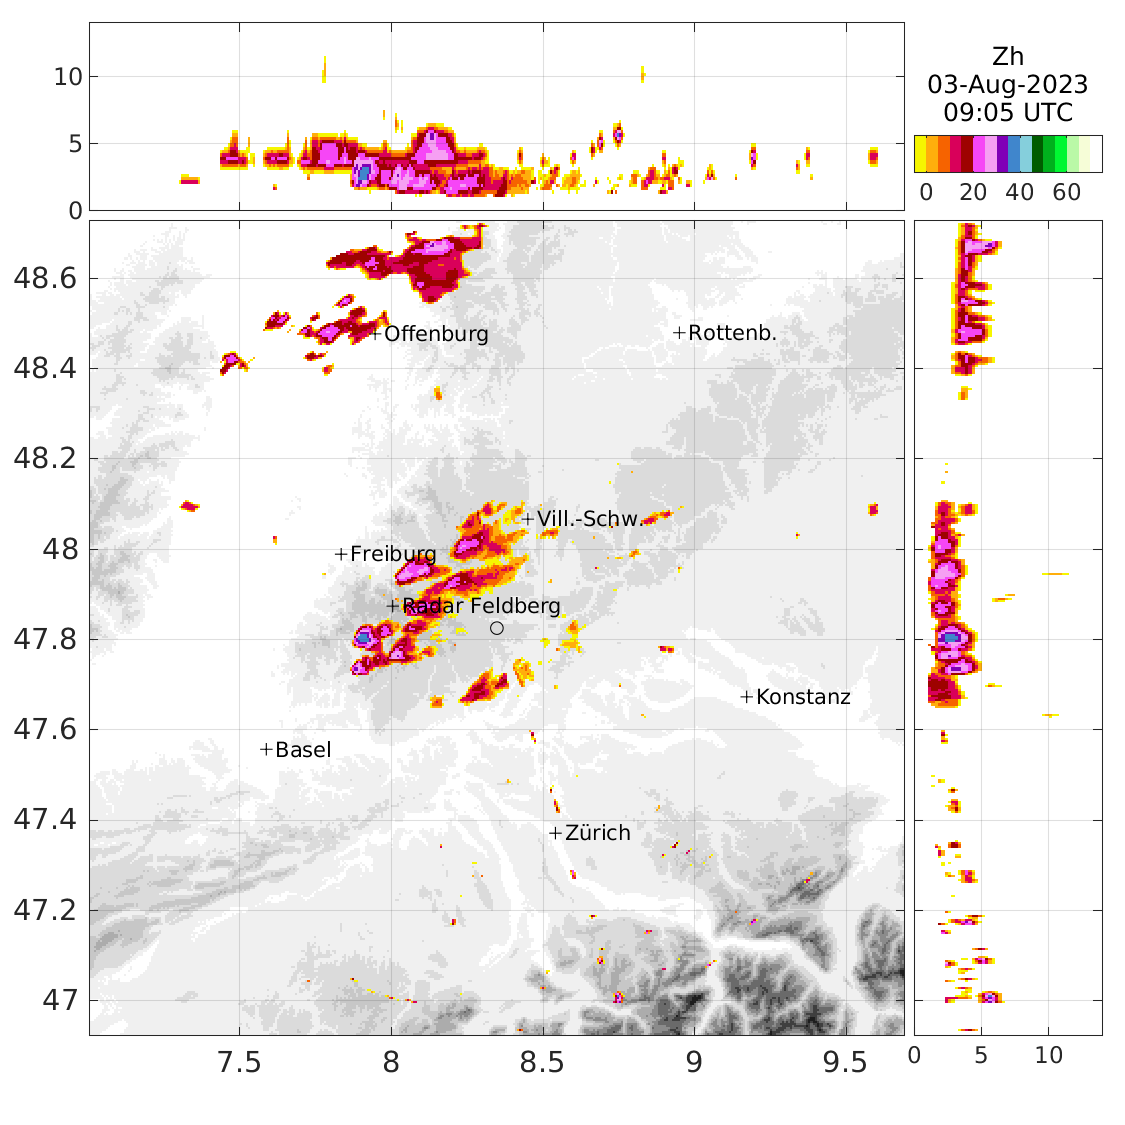 Zh
03-Aug-2023
09:05 UTC
10
5
0
0 20 40 60
48.6
48.4
48.2
48
47.8
47.6
47.4
47.2
47
+Offenburg
+Rottenb.
+Vill.-Schw.
+Freiburg
+Radar Feldberg
+Konstanz
+Basel
+Zürich
7.5 8 8.5 9 9.5
0 5 10